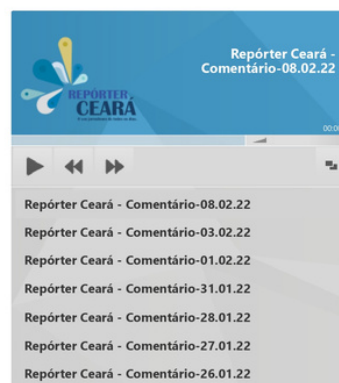 Repórter Ceará -
Comentário-08.02.22
REPÓRTER
CEARÁ
Repórter Ceará - Comentário-08.02.22
Repórter Ceará - Comentário-03.02.22
Repórter Ceará - Comentário-01.02.22
Repórter Ceará - Comentário-31.01.22
Repórter Ceará - Comentário-28.01.22
Repórter Ceará - Comentário-27.01.22
Repórter Ceará - Comentário-26.01.22